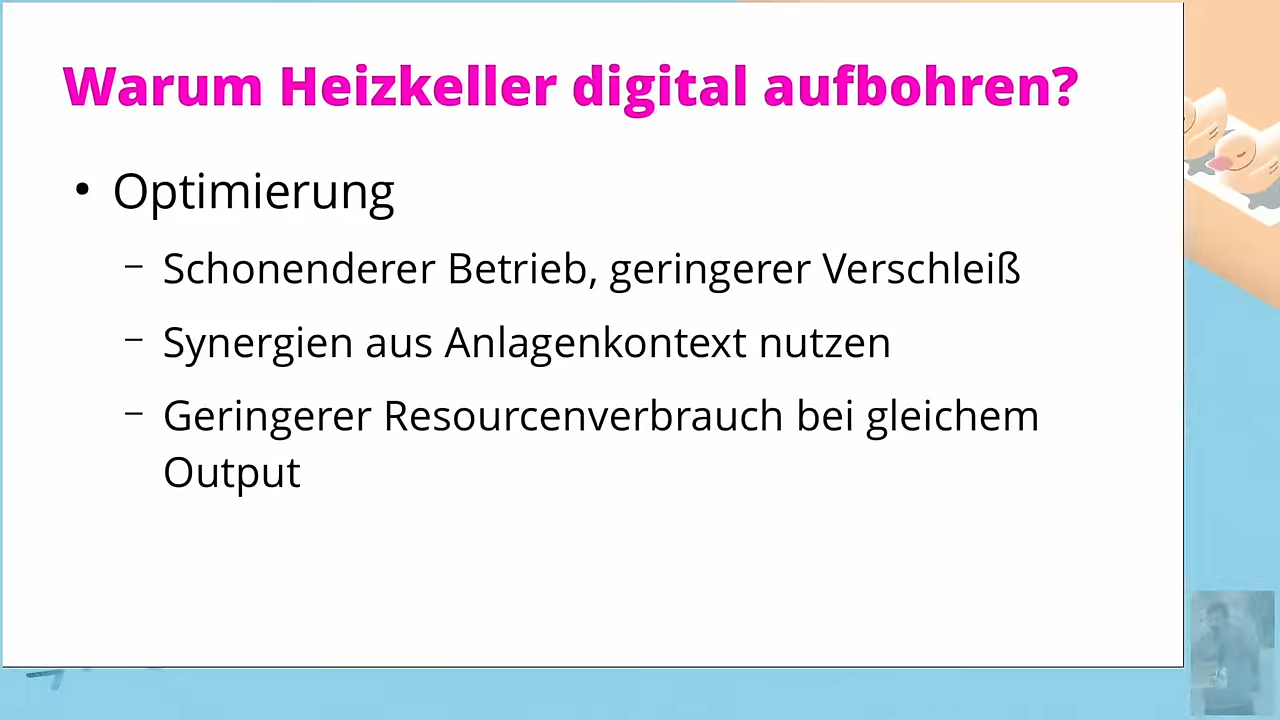 Warum Heizkeller digital aufbohren?
• Optimierung
– Schonenderer Betrieb, geringerer Verschleiß
– Synergien aus Anlagenkontext nutzen
– Geringerer Resourcenverbrauch bei gleichem
Output